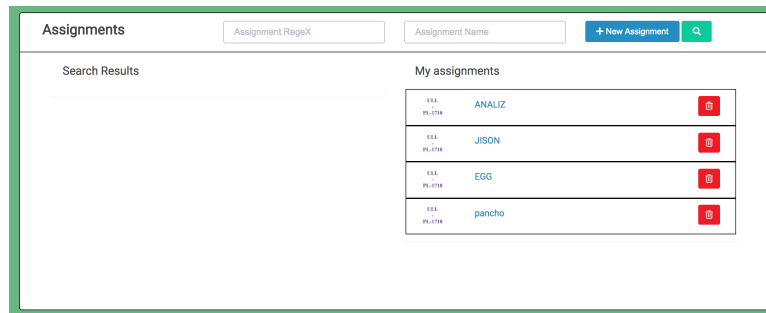 Assignments
Assignment RegeX
Assignment Name
+ New Assignment
Search Results
My assignments
ULL
-
PL-1718
ANALIZ
ULL
-
PL-1718
JISON
ULL
-
PL-1718
EGG
ULL
-
PL-1718
pancho